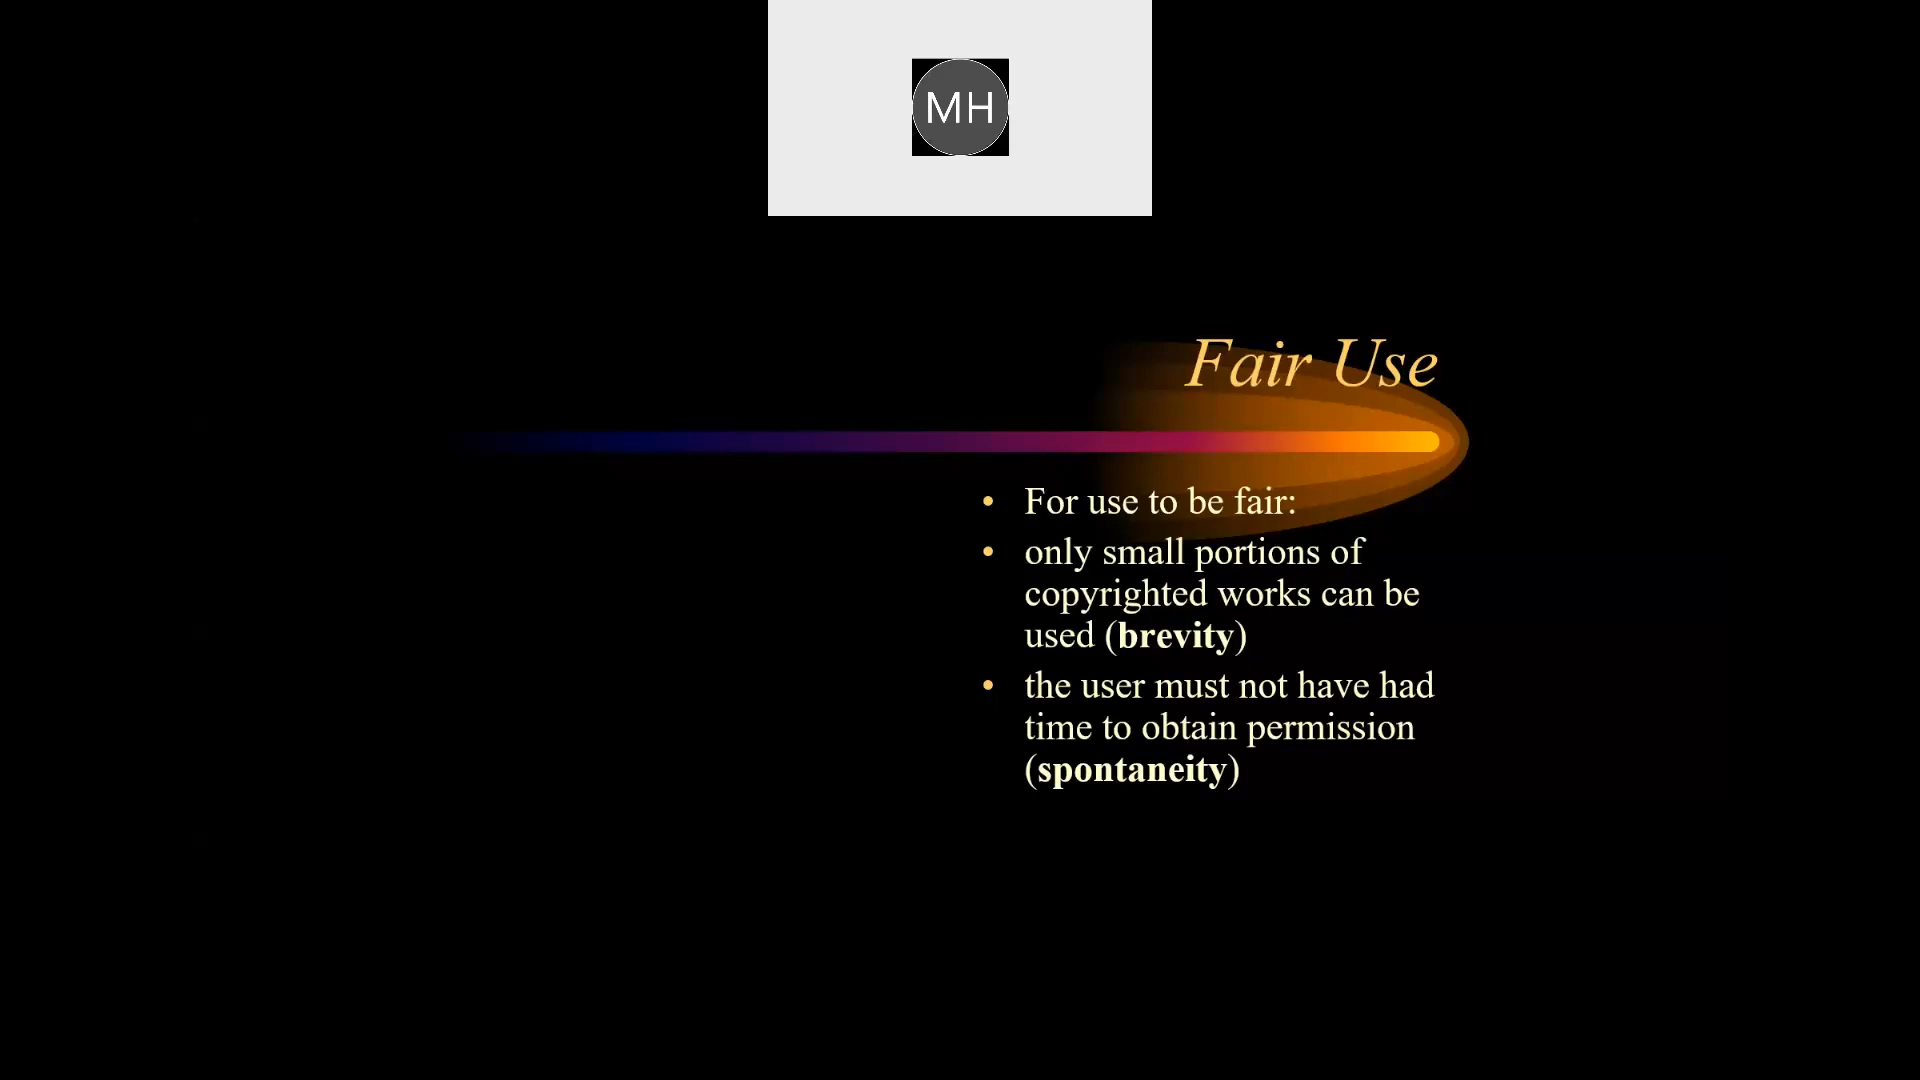 MH
Fair Use
• For use to be fair:
• only small portions of
copyrighted works can be
used (brevity)
• the user must not have had
time to obtain permission
(spontaneity)